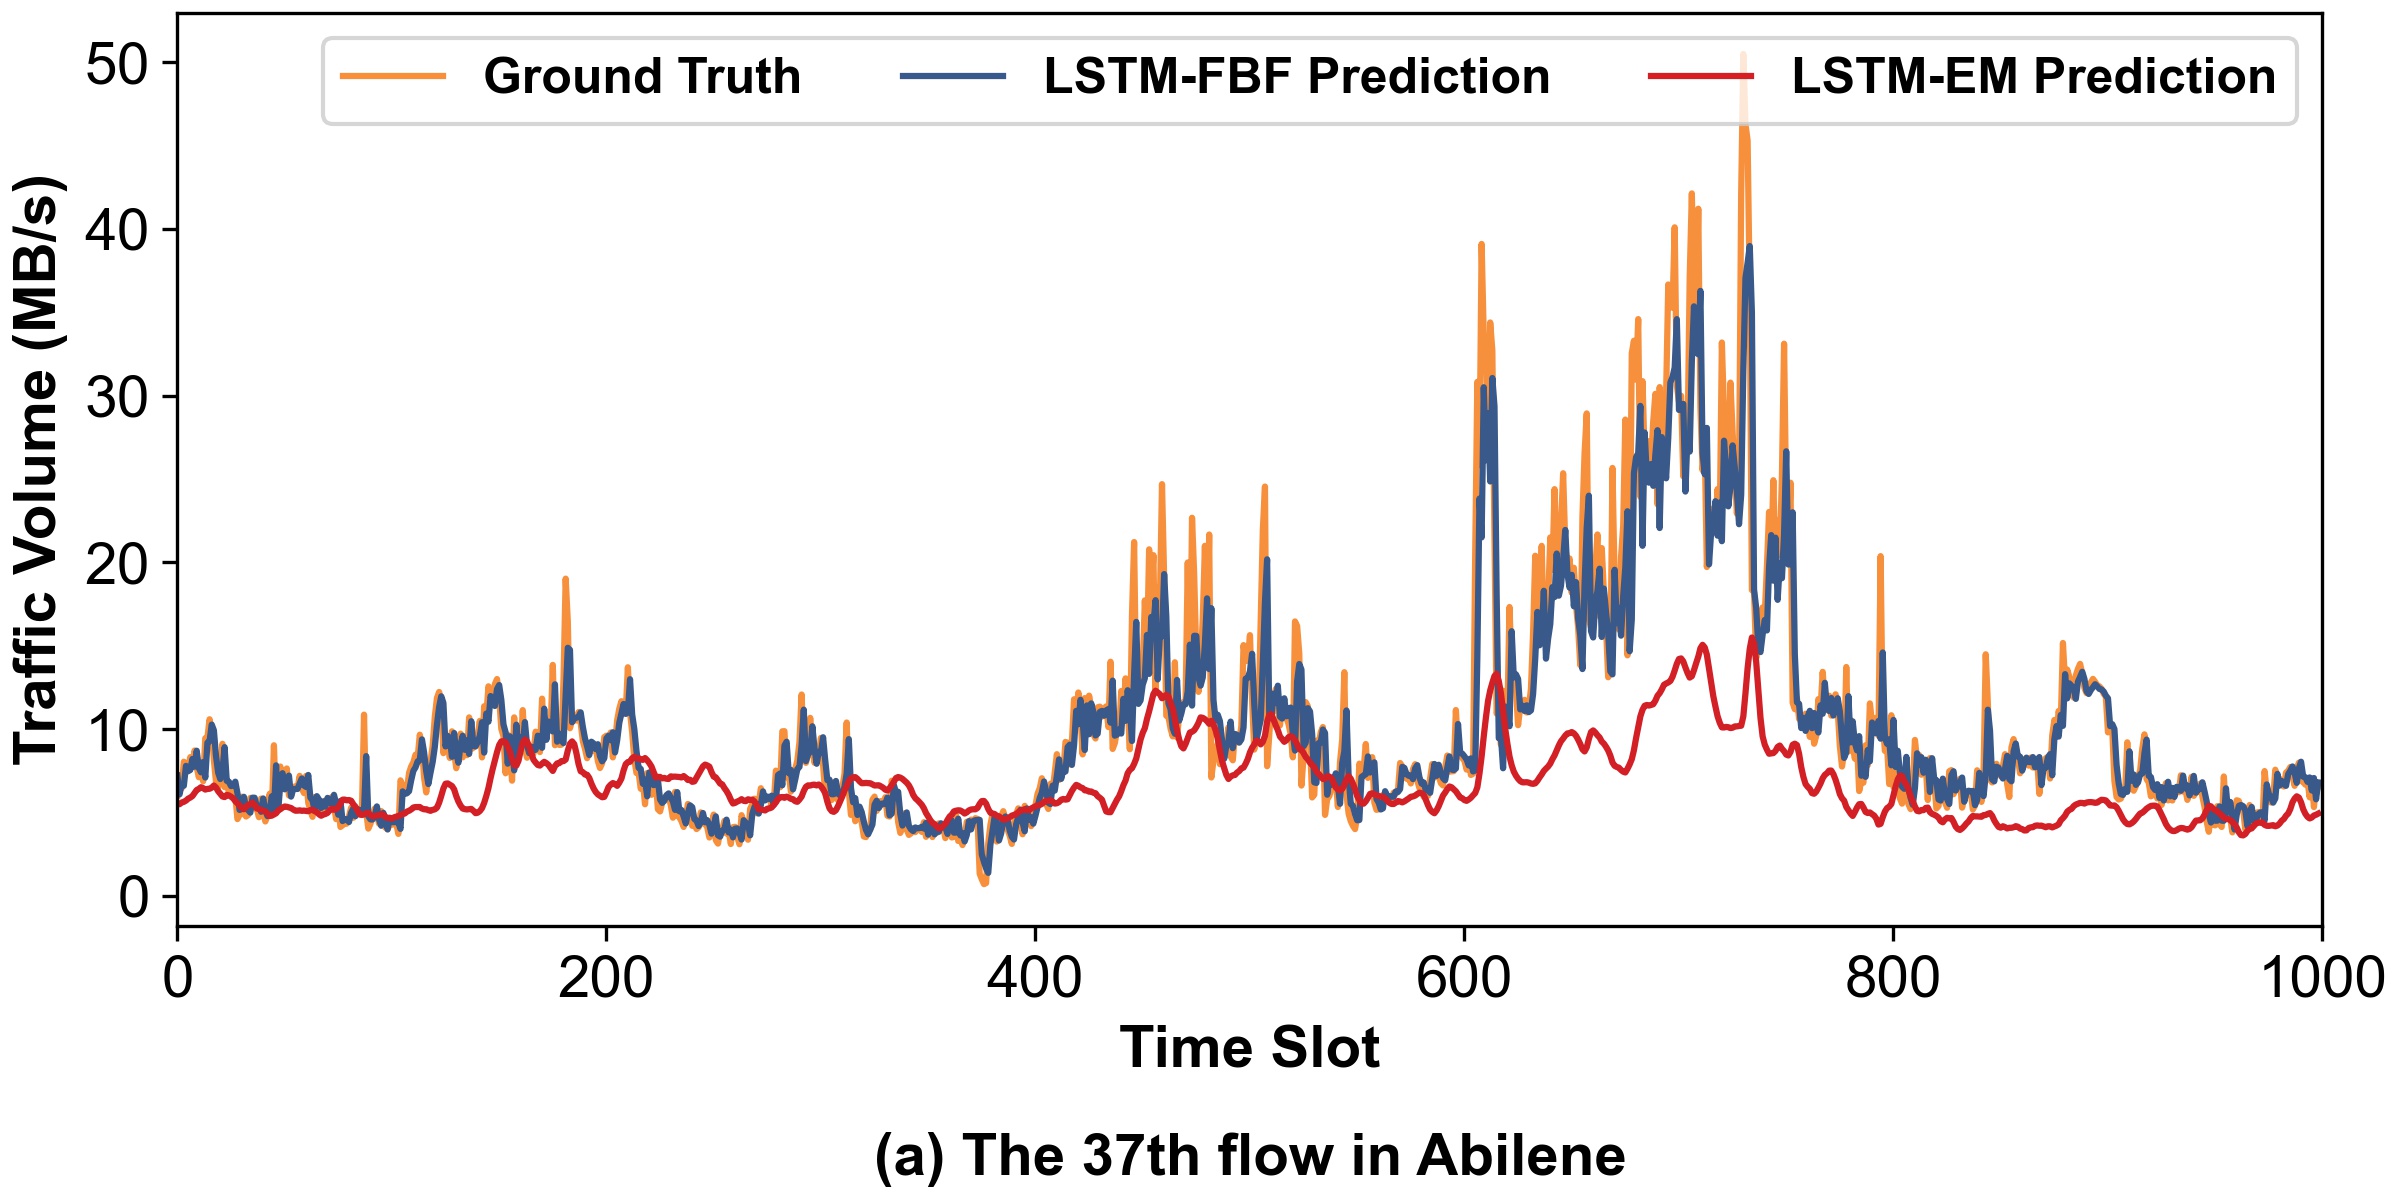 Ground Truth LSTM-FBF Prediction LSTM-EM Prediction
Traffic Volume (MB/s)
50
40
30
20
10
0
0 200 400 600 800 1000
Time Slot
(a) The 37th flow in Abilene